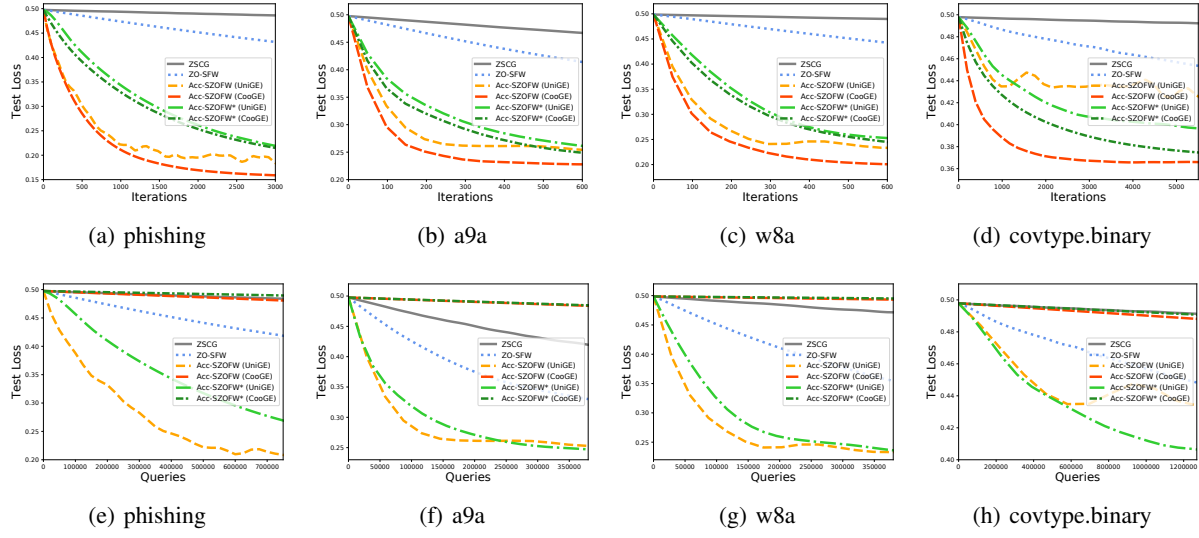 0.50
0.45
0.40
0.35
0.30
0.25
0.20
0.15
Test Loss
ZSCG
ZO-SFW
Acc-SZOFW (UniGE)
Acc-SZOFW (CooGE)
Acc-SZOFW* (UniGE)
Acc-SZOFW* (CooGE)
0 500 1000 1500 2000 2500 3000
Iterations
(a) phishing
0.50
0.45
0.40
0.35
0.30
0.25
0.20
Test Loss
ZSCG
ZO-SFW
Acc-SZOFW (UniGE)
Acc-SZOFW (CooGE)
Acc-SZOFW* (UniGE)
Acc-SZOFW* (CooGE)
0 100 200 300 400 500 600
Iterations
(b) a9a
0.50
0.45
0.40
0.35
0.30
0.25
0.20
Test Loss
ZSCG
ZO-SFW
Acc-SZOFW (UniGE)
Acc-SZOFW (CooGE)
Acc-SZOFW* (UniGE)
Acc-SZOFW* (CooGE)
0 100 200 300 400 500 600
Iterations
(c) w8a
0.50
0.48
0.46
0.44
0.42
0.40
0.38
0.36
Test Loss
ZSCG
ZO-SFW
Acc-SZOFW (UniGE)
Acc-SZOFW (CooGE)
Acc-SZOFW* (UniGE)
Acc-SZOFW* (CooGE)
0 1000 2000 3000 4000 5000
Iterations
(d) covtype.binary
0.50
0.45
0.40
0.35
0.30
0.25
0.20
Test Loss
ZSCG
ZO-SFW
Acc-SZOFW (UniGE)
Acc-SZOFW (CooGE)
Acc-SZOFW* (UniGE)
Acc-SZOFW* (CooGE)
0 100000 200000 300000 400000 500000 600000 700000
Queries
(e) phishing
0.50
0.45
0.40
0.35
0.30
0.25
Test Loss
ZSCG
ZO-SFW
Acc-SZOFW (UniGE)
Acc-SZOFW (CooGE)
Acc-SZOFW* (UniGE)
Acc-SZOFW* (CooGE)
0 50000 100000 150000 200000 250000 300000 350000
Queries
(f) a9a
0.50
0.45
0.40
0.35
0.30
0.25
Test Loss
ZSCG
ZO-SFW
Acc-SZOFW (UniGE)
Acc-SZOFW (CooGE)
Acc-SZOFW* (UniGE)
Acc-SZOFW* (CooGE)
0 50000 100000 150000 200000 250000 300000 350000
Queries
(g) w8a
0.50
0.48
0.46
0.44
0.42
0.40
Test Loss
ZSCG
ZO-SFW
Acc-SZOFW (UniGE)
Acc-SZOFW (CooGE)
Acc-SZOFW* (UniGE)
Acc-SZOFW* (CooGE)
0 200000 400000 600000 800000 1000000 1200000
Queries
(h) covtype.binary